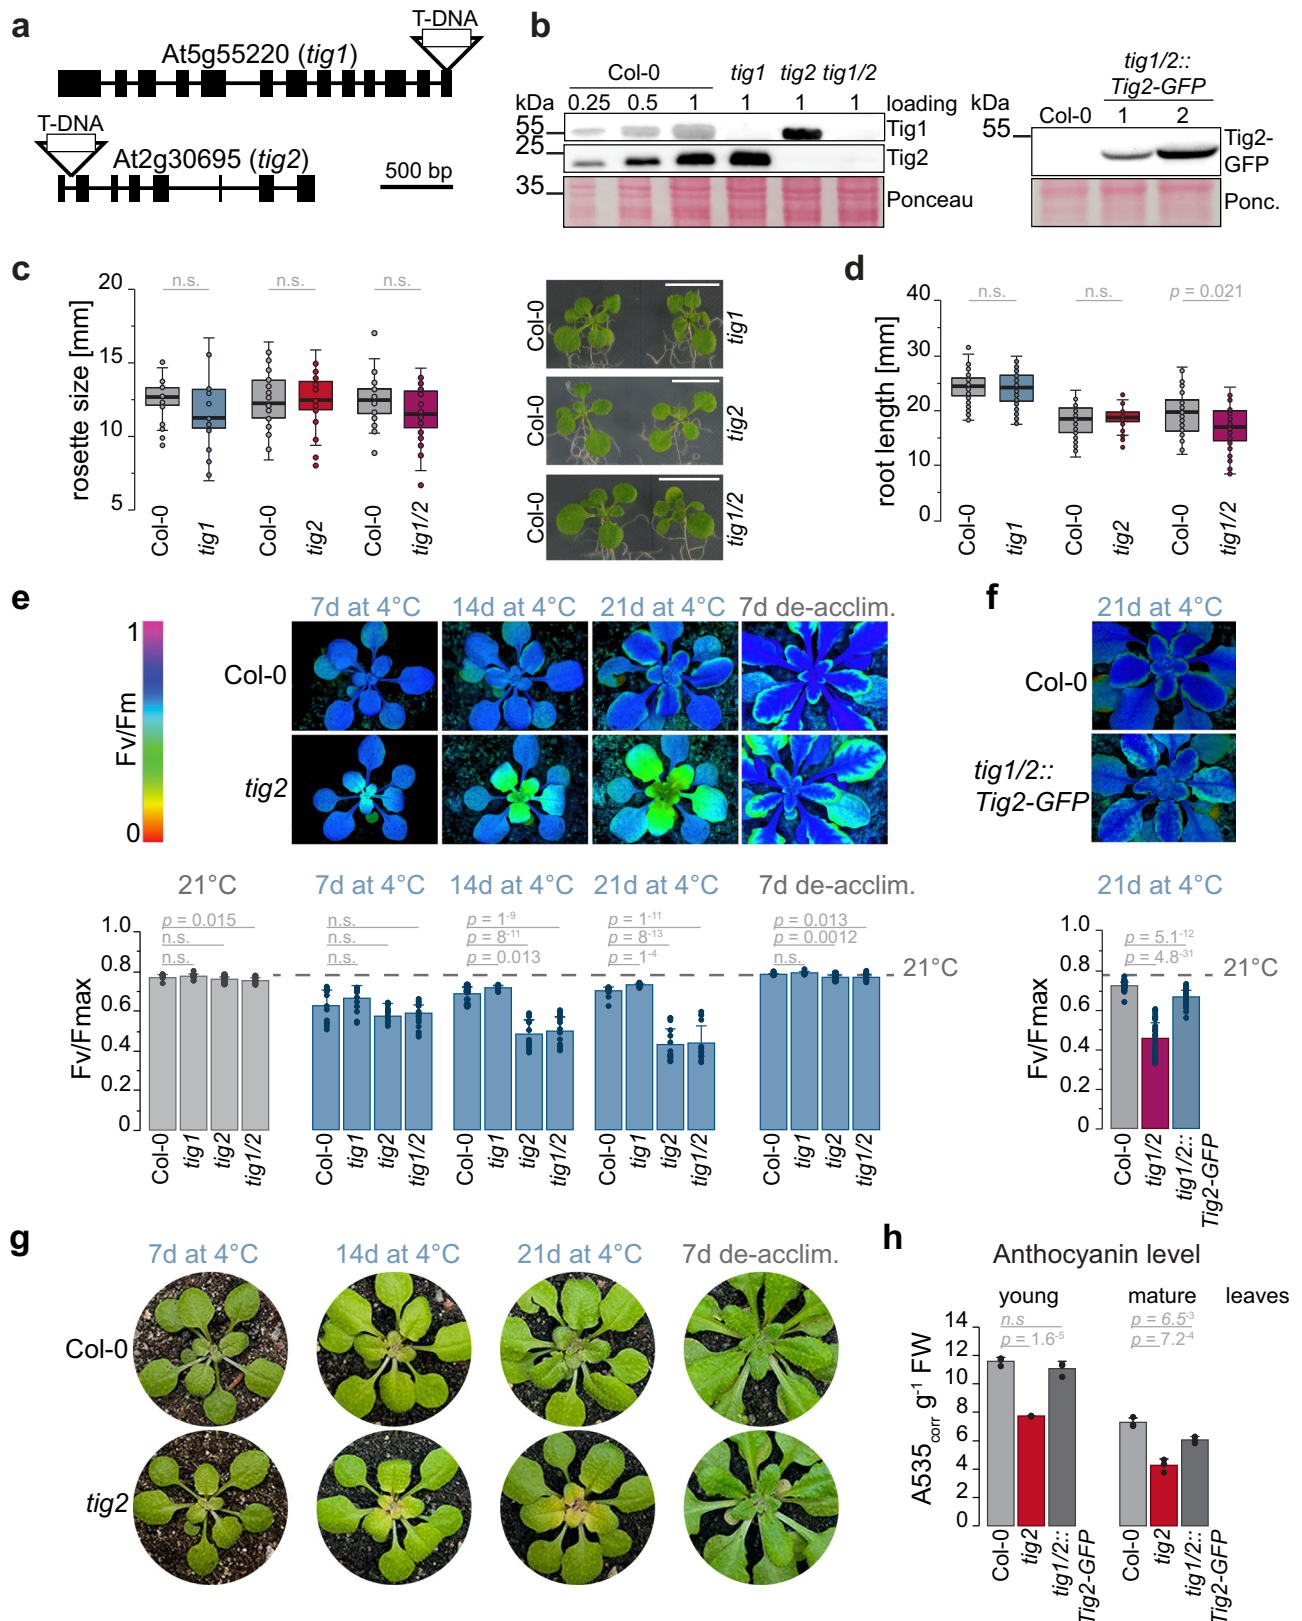 a
T-DNA
At5g55220 (tig1)
T-DNA
At2g30695 (tig2)
500 bp
b
Col-0 tig1 tig2 tig1/2
kDa 0.25 0.5 1 1 1 1 loading
55 Tig1
25 Tig2
35 Ponceau
tig1/2::
Tig2-GFP
kDa Col-0 1 2
55 Tig2-
GFP
Ponc.
c
rosette size [mm]
20
15
10
5
n.s. n.s. n.s.
Col-0 tig1 Col-0 tig2 Col-0 tig1/2
Col-0 tig1
Col-0 tig2
Col-0 tig1/2
d
root length [mm]
40
30
20
10
0
n.s. n.s. p = 0.021
Col-0 tig1 Col-0 tig2 Col-0 tig1/2
e
7d at 4°C 14d at 4°C 21d at 4°C 7d de-acclim.
1
Fv/Fm
0
Col-0
tig2
f
21d at 4°C
Col-0
tig1/2::
Tig2-GFP
21°C 7d at 4°C 14d at 4°C 21d at 4°C 7d de-acclim.
Fv/Fmax
1.0
0.8
0.6
0.4
0.2
0
p = 0.015 n.s. p = 1-9 p = 1-11 p = 0.013
n.s. n.s. p = 8-11 p = 8-13 p = 0.0012
n.s. n.s. p = 0.013 p = 1-4 n.s.
21°C
Col-0 tig1 tig2 tig1/2 Col-0 tig1 tig2 tig1/2 Col-0 tig1 tig2 tig1/2 Col-0 tig1 tig2 tig1/2 Col-0 tig1 tig2 tig1/2
21d at 4°C
Fv/Fmax
1.0
0.8
0.6
0.4
0.2
0
p = 5.1-12
p = 4.8-31
21°C
Col-0 tig1/2 tig1/2::
Tig2-GFP
g
7d at 4°C 14d at 4°C 21d at 4°C 7d de-acclim.
Col-0
tig2
h
Anthocyanin level
young mature leaves
A535corr g-1 FW
14
12
10
8
6
4
2
0
n.s p = 6.5-3
p = 1.6-5 p = 7.2-4
Col-0 tig2 tig1/2::
Tig2-GFP
Col-0 tig2 tig1/2::
Tig2-GFP